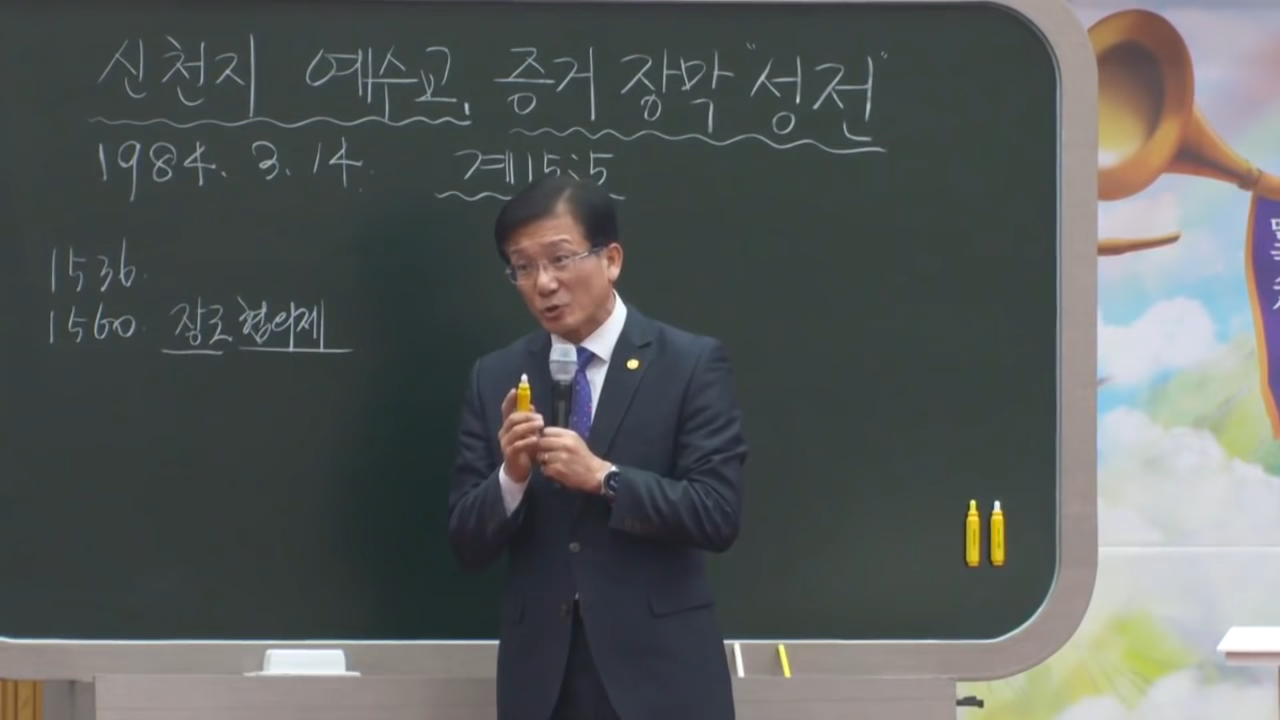 신천지 예수교, 증거장막 "성전"
1984. 3. 14. 계15:5
1536.
1560. 장로 협의제